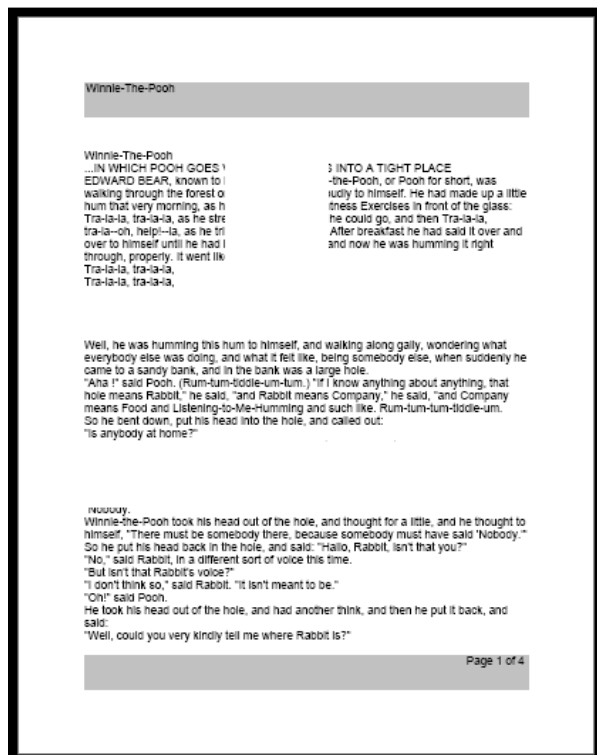 Winnie-The-Pooh
Winnie-The-Pooh
...IN WHICH POOH GOES INTO A TIGHT PLACE
EDWARD BEAR, known to -the-Pooh, or Pooh for short, was
walking through the forest to himself. He had made up a little
hum that very morning, as Exercises in front of the glass:
Tra-la-la, tra-la-la, as he he could go, and then Tra-la-la,
tra-la--oh, help!--la, as he After breakfast he had said it over and
over to himself until he had and now he was humming it right
through, properly. It went
Tra-la-la, tra-la-la,
Tra-la-la, tra-la-la,
Well, he was humming this hum to himself, and walking along gaily, wondering what
everybody else was doing, and what it felt like, being somebody else, when suddenly he
came to a sandy bank, and in the bank was a large hole.
"Aha !" said Pooh. (Rum-tum-tiddle-um-tum.) "If I know anything about anything, that
hole means Rabbit," he said, "and Rabbit means Company," he said, "and Company
means Food and Listening-to-Me-Humming and such like. Rum-tum-tum-tiddle-um.
So he bent down, put his head into the hole, and called out:
"Is anybody at home?"
"Nobody."
Winnie-the-Pooh took his head out of the hole, and thought for a little, and he thought to
himself, "There must be somebody there, because somebody must have said 'Nobody.'"
So he put his head back in the hole, and said: "Hallo, Rabbit, isn't that you?"
"No," said Rabbit, in a different sort of voice this time.
"But isn't that Rabbit's voice?"
"I don't think so," said Rabbit. "It isn't meant to be."
"Oh!" said Pooh.
He took his head out of the hole, and had another think, and then he put it back, and
said:
"Well, could you very kindly tell me where Rabbit is?"
Page 1 of 4